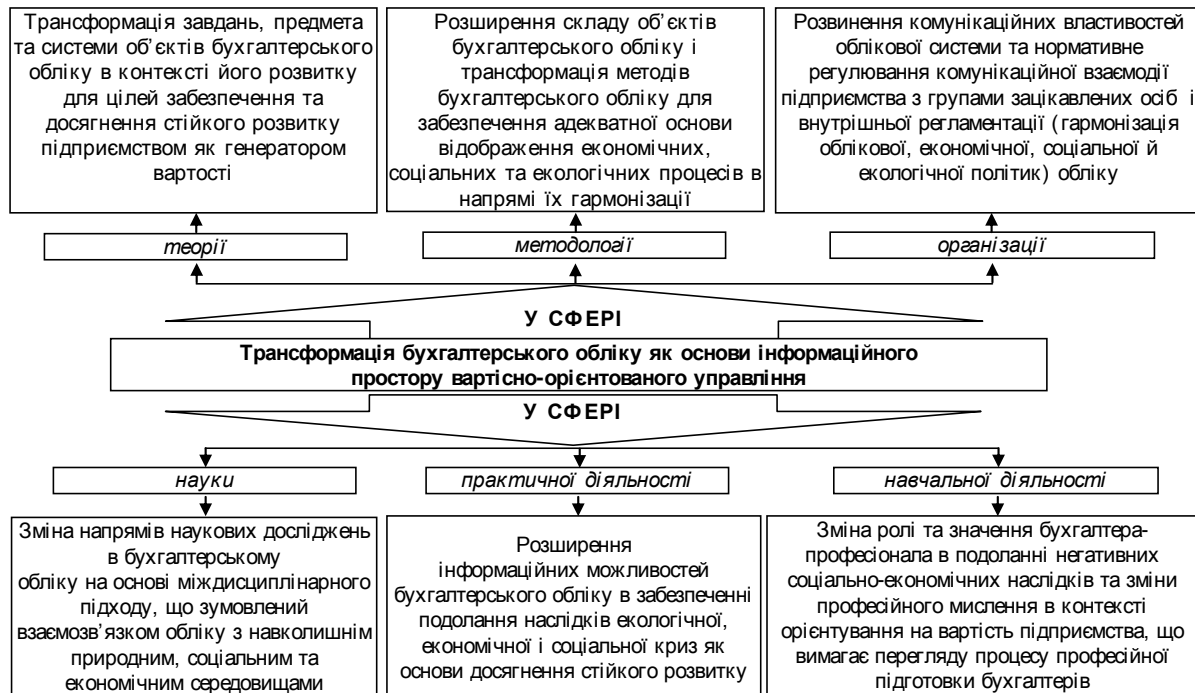 Трансформація завдань, предмета
та системи об’єктів бухгалтерського
обліку в контексті його розвитку
для цілей забезпечення та
досягнення стійкого розвитку
підприємством як генератором
вартості
Розширення складу об’єктів
бухгалтерського обліку і
трансформація методів
бухгалтерського обліку для
забезпечення адекватної основи
відображення економічних,
соціальних та екологічних процесів в
напрямі їх гармонізації
Розвинення комунікаційних властивостей
облікової системи та нормативне
регулювання комунікаційної взаємодії
підприємства з групами зацікавлених осіб і
внутрішньої регламентації (гармонізація
облікової, економічної, соціальної й
екологічної політик) обліку
теорії
методології
організації
У СФЕРІ
Трансформація бухгалтерського обліку як основи інформаційного
простору вартісно-орієнтованого управління
У СФЕРІ
науки
практичної діяльності
навчальної діяльності
Зміна напрямів наукових досліджень
в бухгалтерському
обліку на основі міждисциплінарного
підходу, що зумовлений
взаємозв’язком обліку з навколишнім
природним, соціальним та
економічним середовищами
Розширення
інформаційних можливостей
бухгалтерського обліку в забезпеченні
подолання наслідків екологічної,
економічної і соціальної криз як
основи досягнення стійкого розвитку
Зміна ролі та значення бухгалтера-
професіонала в подоланні негативних
соціально-економічних наслідків та зміни
професійного мислення в контексті
орієнтування на вартість підприємства, що
вимагає перегляду процесу професійної
підготовки бухгалтерів